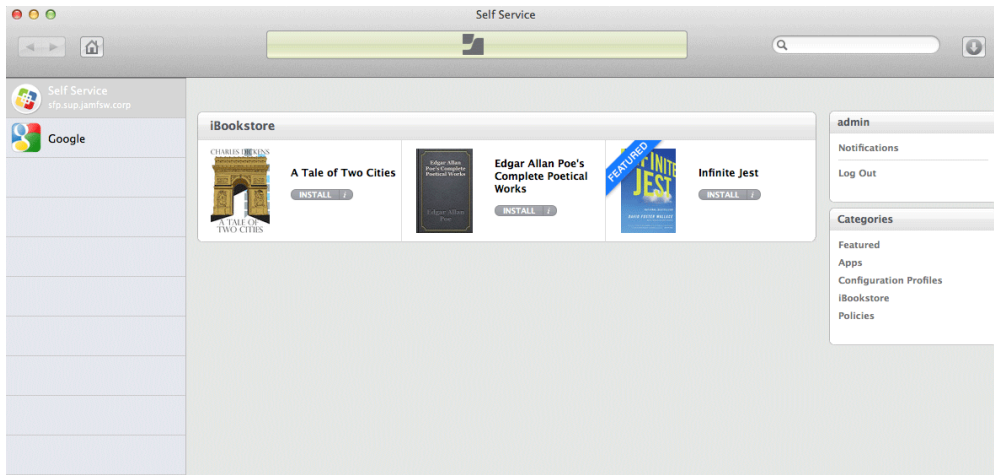 Self Service
Self Service
sfp.sup.jamfsw.corp
Google
iBookstore
CHARLES DICKENS
A TALE OF
TWO CITIES
A Tale of Two Cities
INSTALL i
Edgar Allan
Poe's Complete
Poetical Works
Edgar Allan
Poe
Edgar Allan Poe's
Complete Poetical
Works
INSTALL i
FEATURED
INFINITE
JEST
DAVID FOSTER WALLACE
Infinite Jest
INSTALL i
admin
Notifications
Log Out
Categories
Featured
Apps
Configuration Profiles
iBookstore
Policies